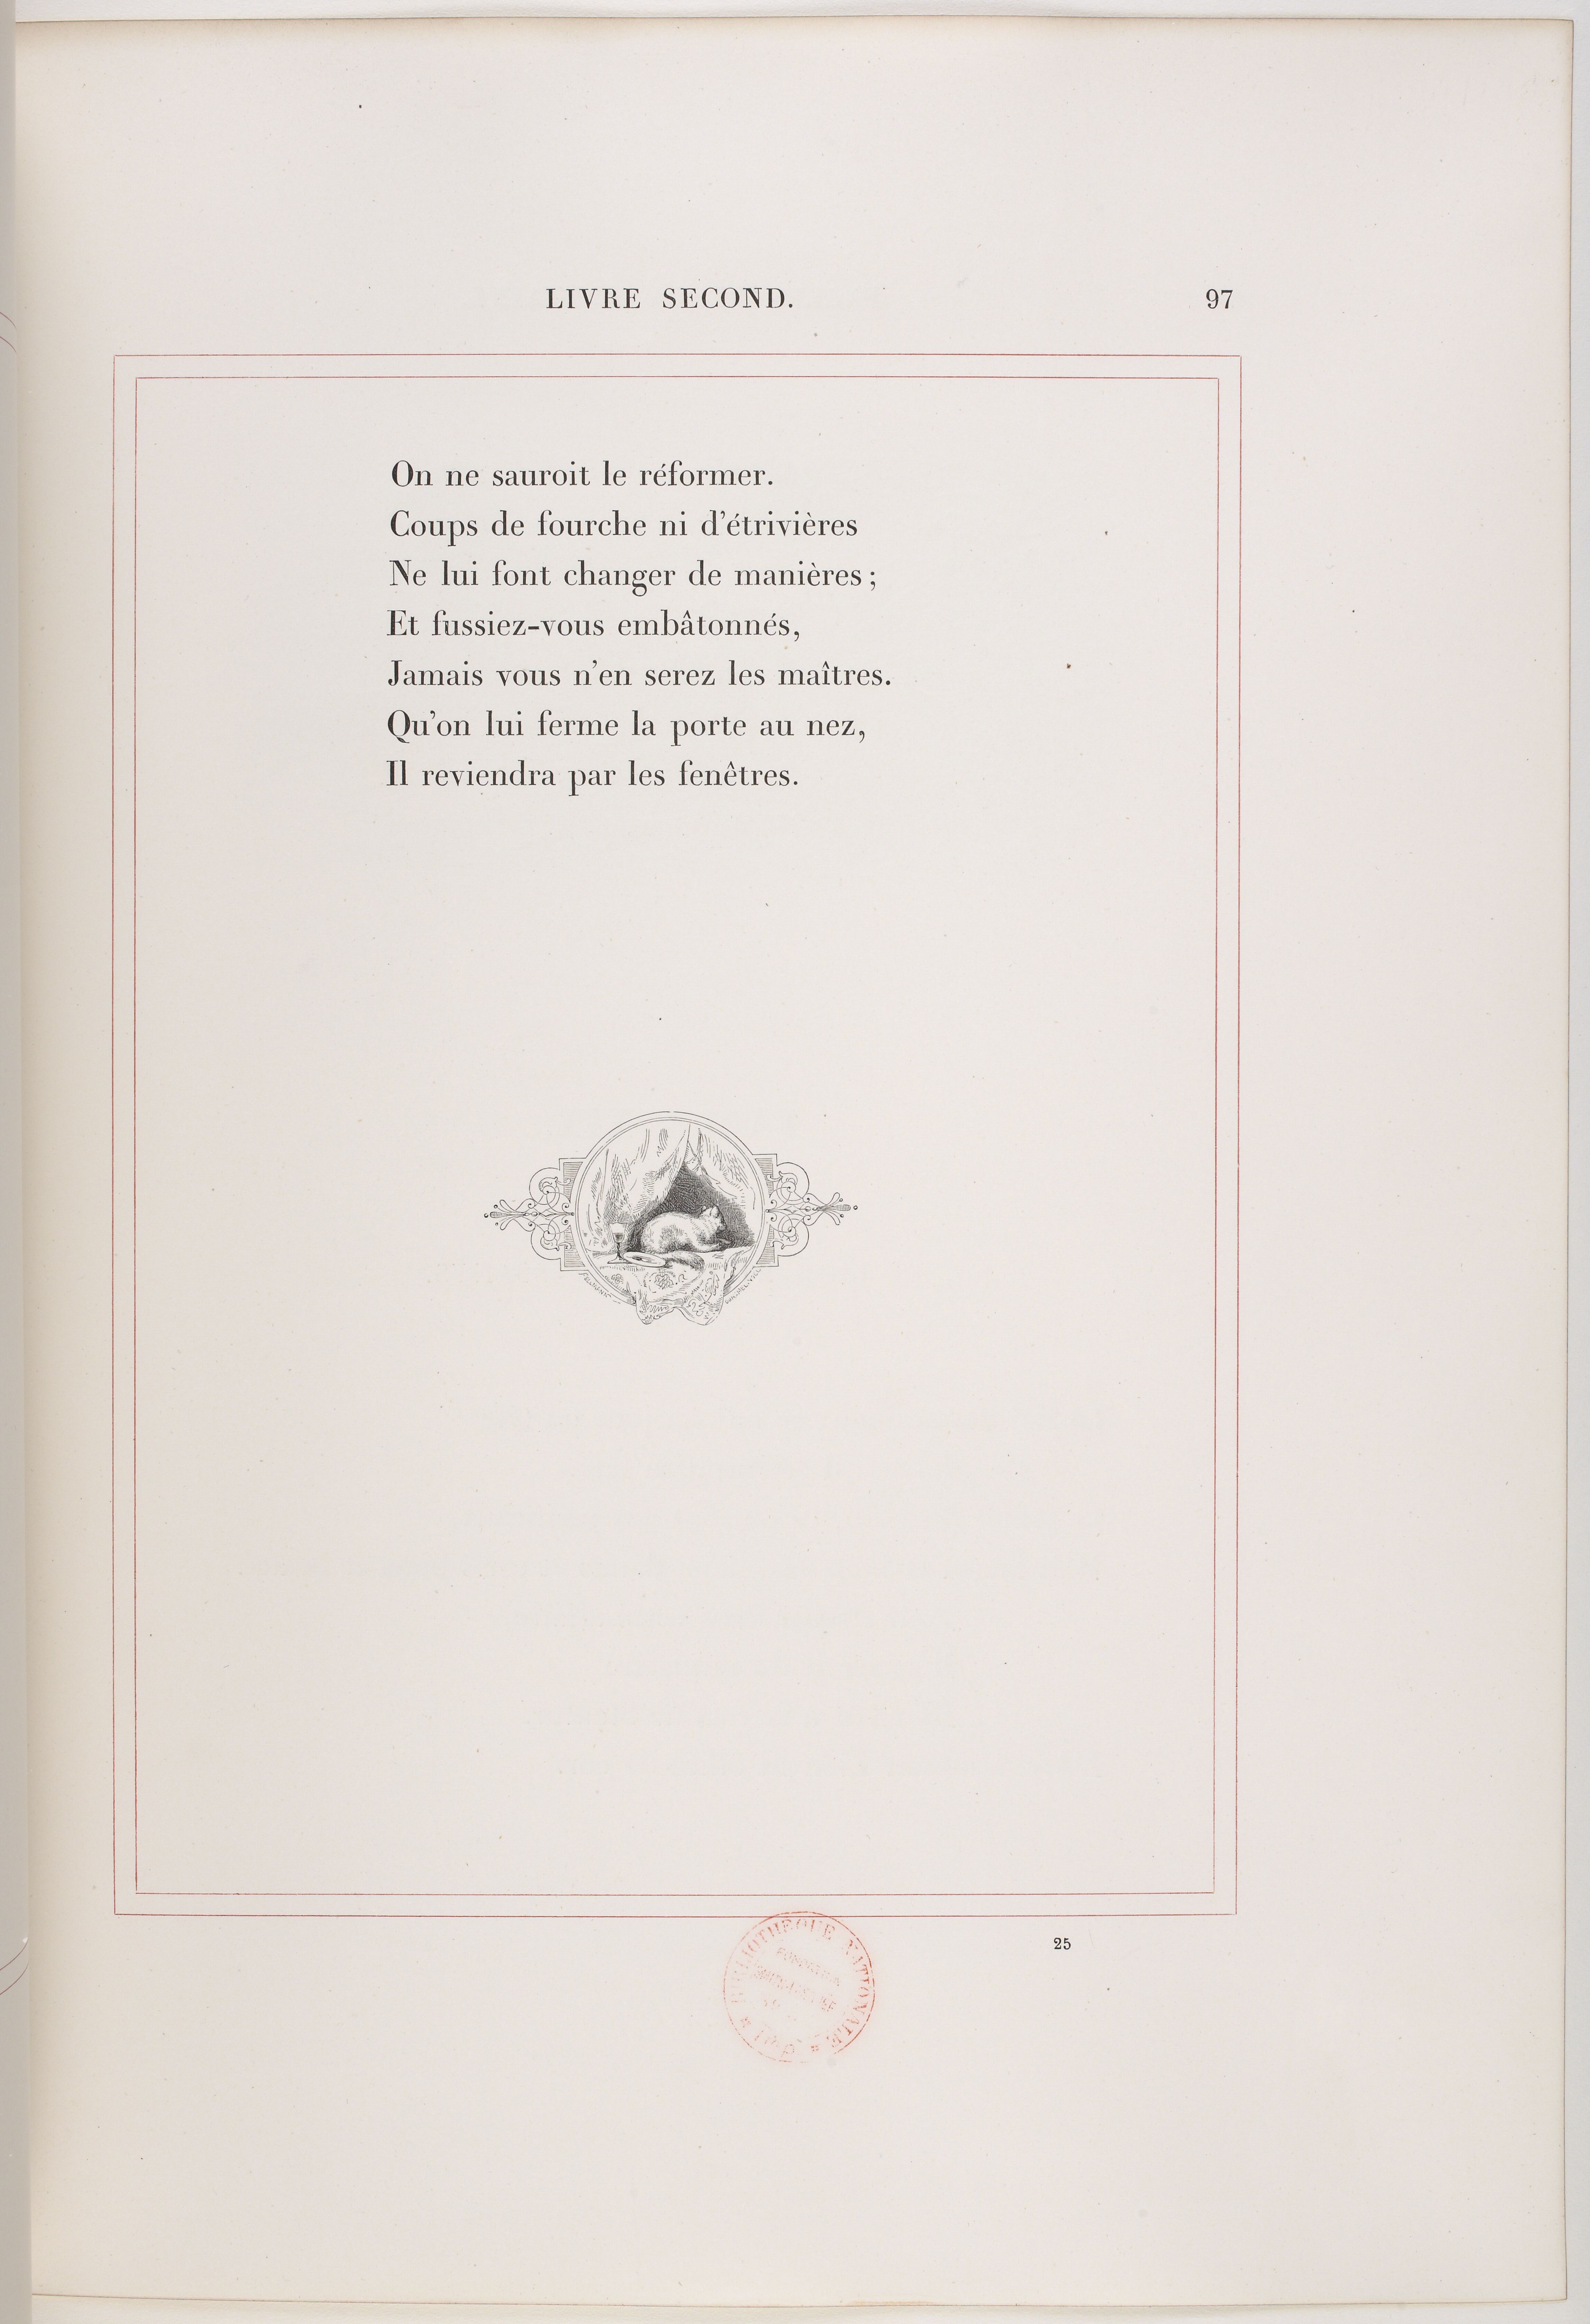 LIVRE SECOND. 97
On ne sauroit le réformer.
Coups de fourche ni d'étrivières
Ne lui font changer de manières ;
Et fussiez-vous embâtonnés,
Jamais vous n'en serez les maîtres.
Qu'on lui ferme la porte au nez,
Il reviendra par les fenêtres.
25
BIBLIOTHEQUE NATIONALE